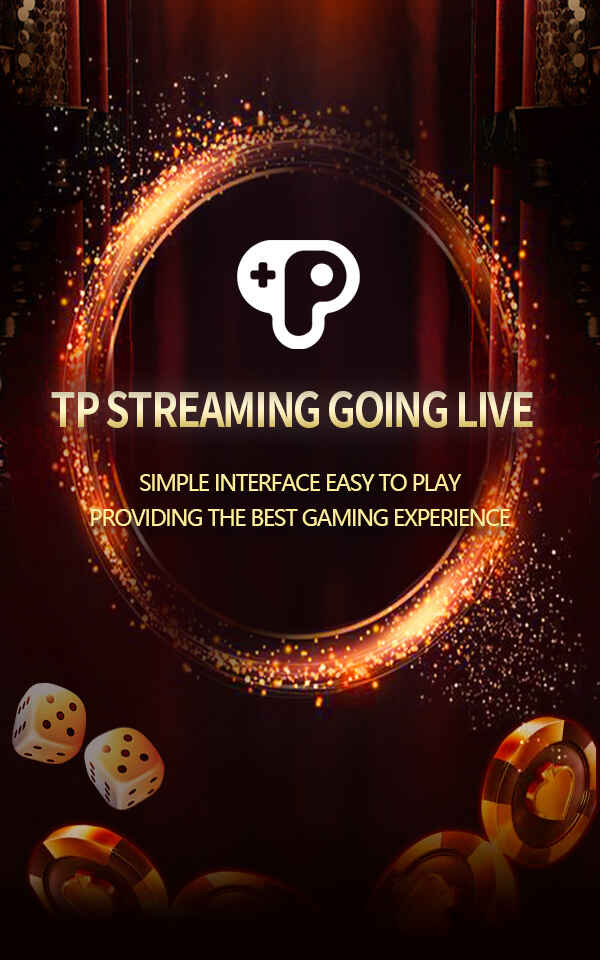 TP STREAMING GOING LIVE
SIMPLE INTERFACE EASY TO PLAY
PROVIDING THE BEST GAMING EXPERIENCE